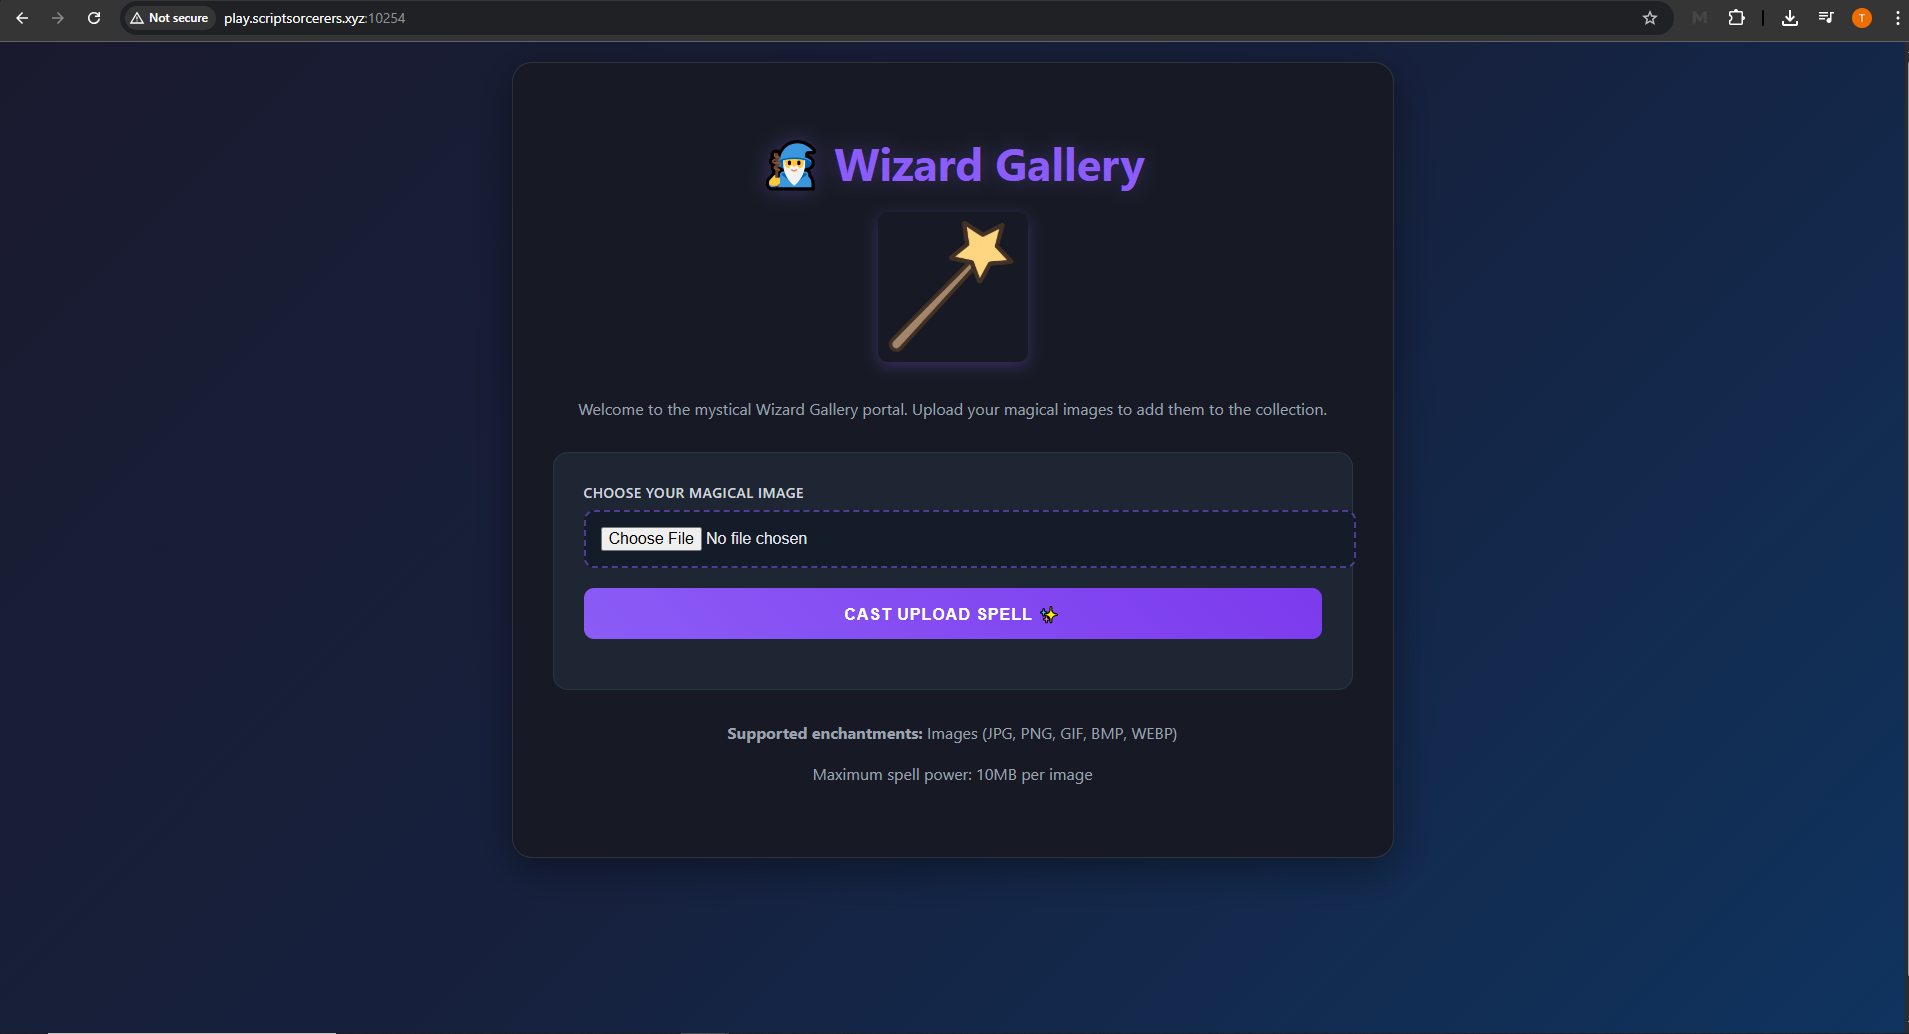 Not secure play.scriptsorcerers.xyz:10254
M
T
Wizard Gallery
Welcome to the mystical Wizard Gallery portal. Upload your magical images to add them to the collection.
CHOOSE YOUR MAGICAL IMAGE
Choose File No file chosen
CAST UPLOAD SPELL ✨
Supported enchantments: Images (JPG, PNG, GIF, BMP, WEBP)
Maximum spell power: 10MB per image